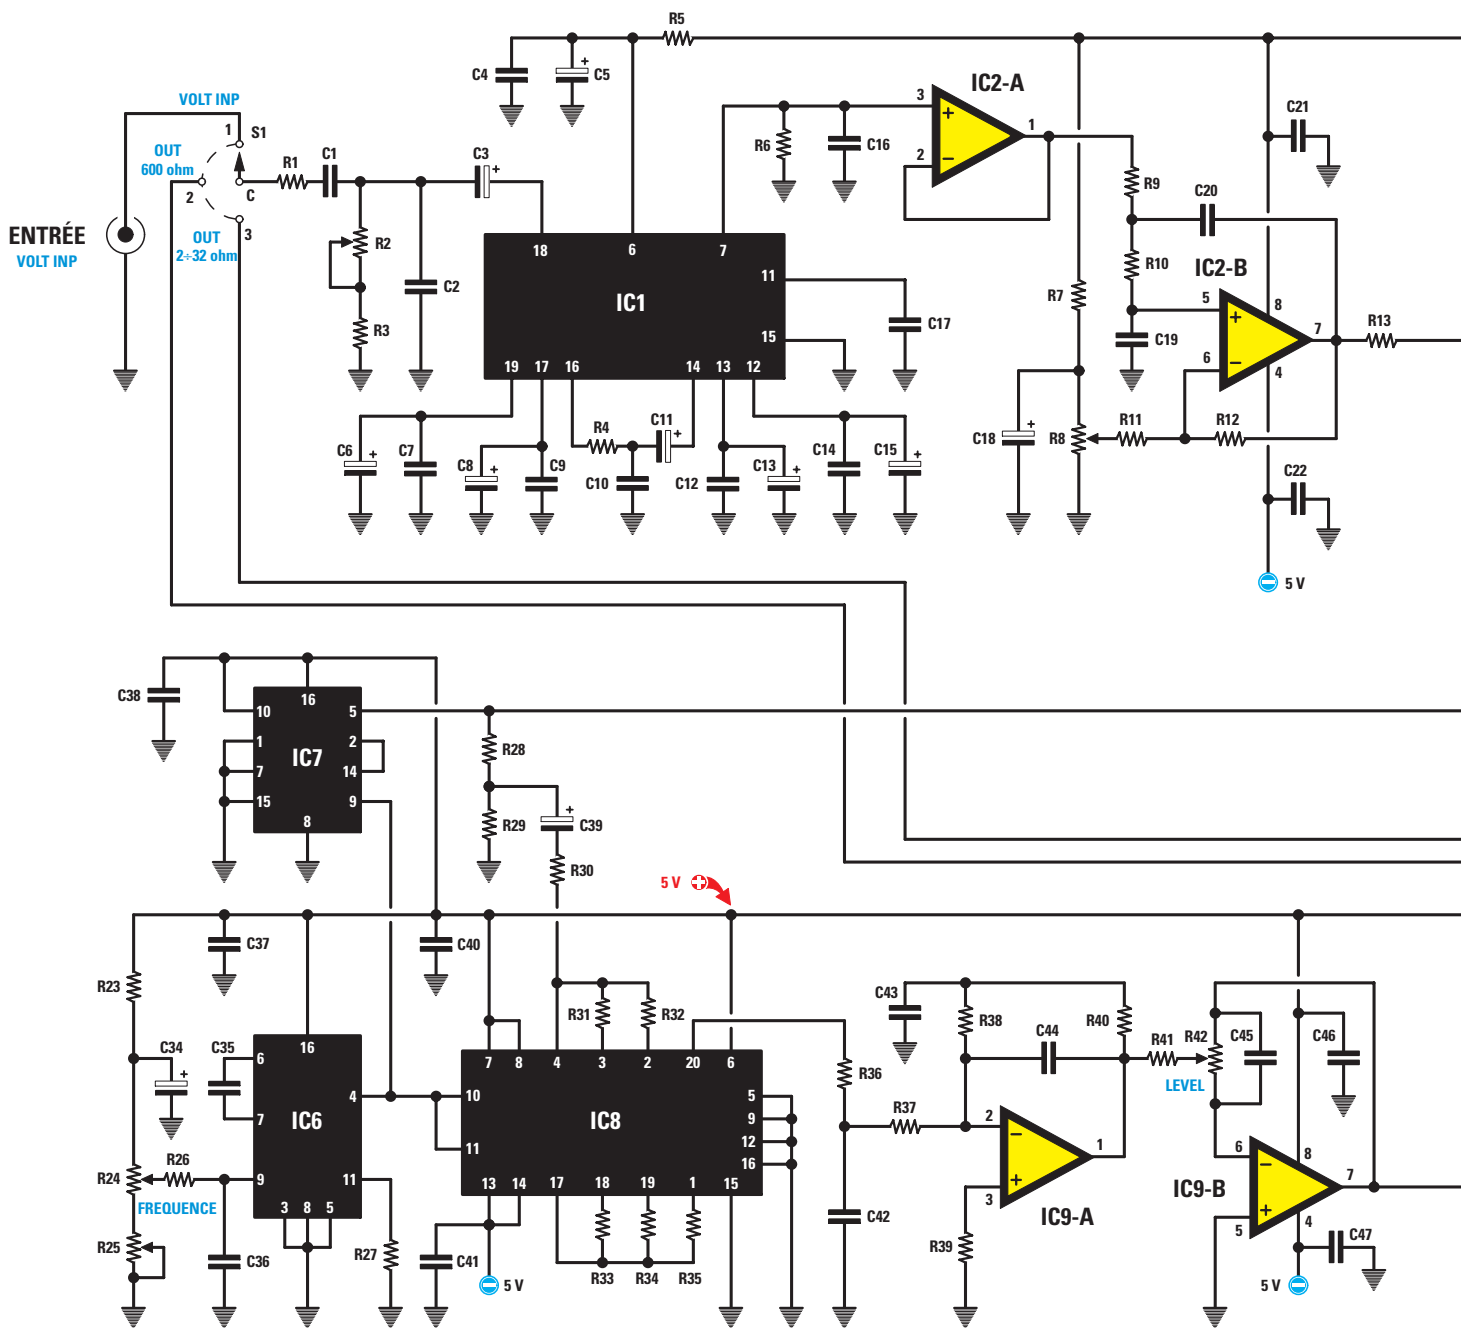 R5
C4
+
C5
IC2-A
VOLT INP
1
S1
OUT
600 ohm
R1
C1
C3
+
3
+
1
2
−
R6
C16
C21
2
C
R9
C20
ENTRÉE
VOLT INP
OUT
2÷32 ohm
3
R2
R3
C2
18
6
7
11
15
IC1
19
17
16
14
13
12
C17
R10
IC2-B
R7
C19
5
+
8
7
6
−
4
R13
C6
+
C7
C8
+
C9
R4
C10
C11
+
C12
C13
+
C14
C15
+
C18
+
R8
R11
R12
C22
5 V
C38
16
10
5
1
IC7
2
7
14
15
9
8
R28
R29
+
C39
R30
5 V
C37
C40
R23
C34
+
C35
6
16
7
IC6
4
R24
R26
9
11
FREQUENCE
3
8
5
R25
C36
R27
R31
R32
7
8
4
3
2
20
6
10
IC8
5
9
11
12
16
13
14
17
18
19
1
15
C41
5 V
R33
R34
R35
R36
R37
C42
C43
R38
C44
R40
R41
R42
LEVEL
C45
C46
2
−
1
+
3
R39
IC9-A
6
−
8
7
IC9-B
+
5
4
C47
5 V